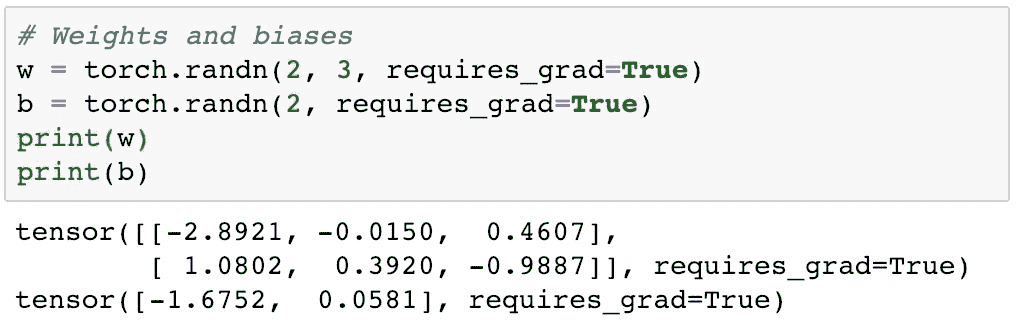 # Weights and biases
w = torch.randn(2, 3, requires_grad=True)
b = torch.randn(2, requires_grad=True)
print(w)
print(b)
tensor([[-2.8921, -0.0150,  0.4607],
        [ 1.0802,  0.3920, -0.9887]], requires_grad=True)
tensor([-1.6752,  0.0581], requires_grad=True)